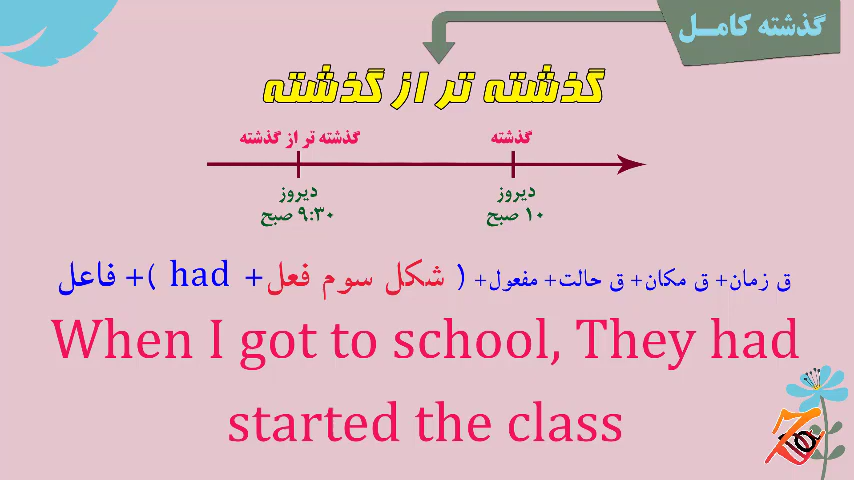 گذشته کامـل
گذشته تر از گذشته
گذشته تر از گذشته
گذشته
دیروز
۹:۳۰ صبح
دیروز
۱۰ صبح
فاعل +( had +شکل سوم فعل ) +مفعول +ق حالت +ق مکان +ق زمان
When I got to school, They had
started the class